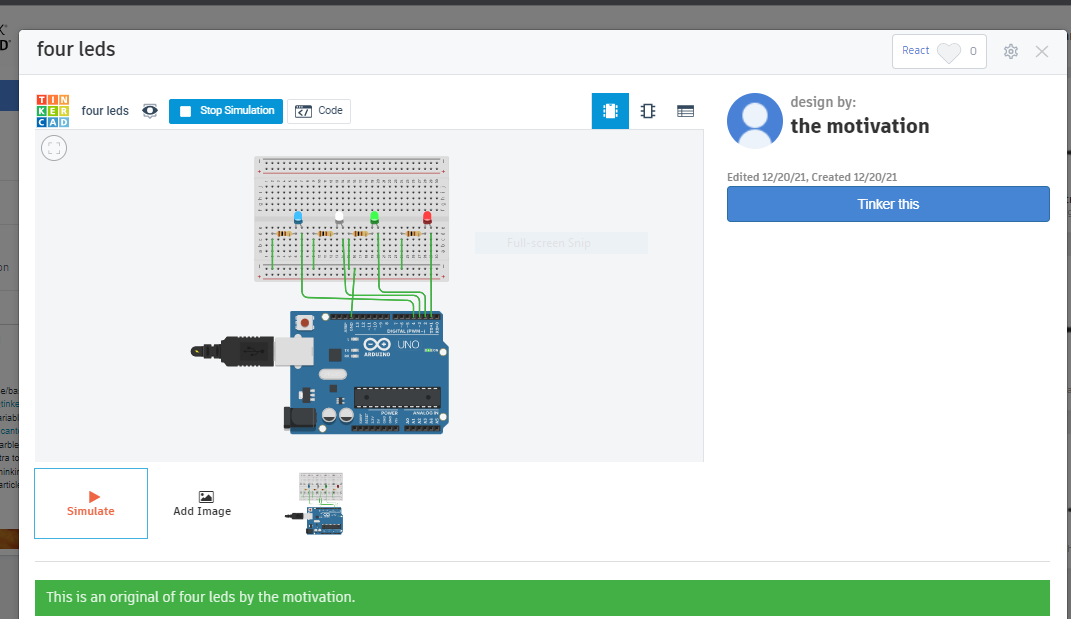 four leds
React
0
TIN
KER
CAD
four leds
Stop Simulation
Code
design by:
the motivation
Edited 12/20/21, Created 12/20/21
Tinker this
Full-screen Snip
DIGITAL (PWM~)
UNO
ARDUINO
POWER
ANALOG IN
Simulate
Add Image
This is an original of four leds by the motivation.